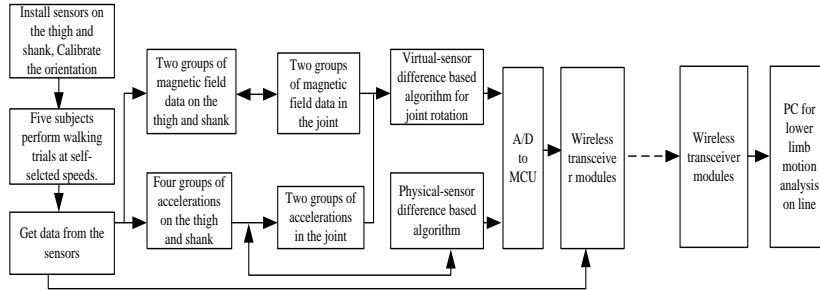 Install sensors on
the thigh and
shank, Calibrate
the orientation
Five subjects
perform walking
trials at self-
selcted speeds.
Get data from the
sensors
Two groups of
magnetic field
data on the
thigh and shank
Four groups of
accelerations
on the thigh
and shank
Two groups
of magnetic
field data in
the joint
Two groups of
accelerations
in the joint
Virtual-sensor
difference based
algorithm for
joint rotation
Physical-sensor
difference based
algorithm
A/D
to
MCU
Wireless
transceive
r modules
Wireless
transceiver
modules
PC for
lower
limb
motion
analysis
on line